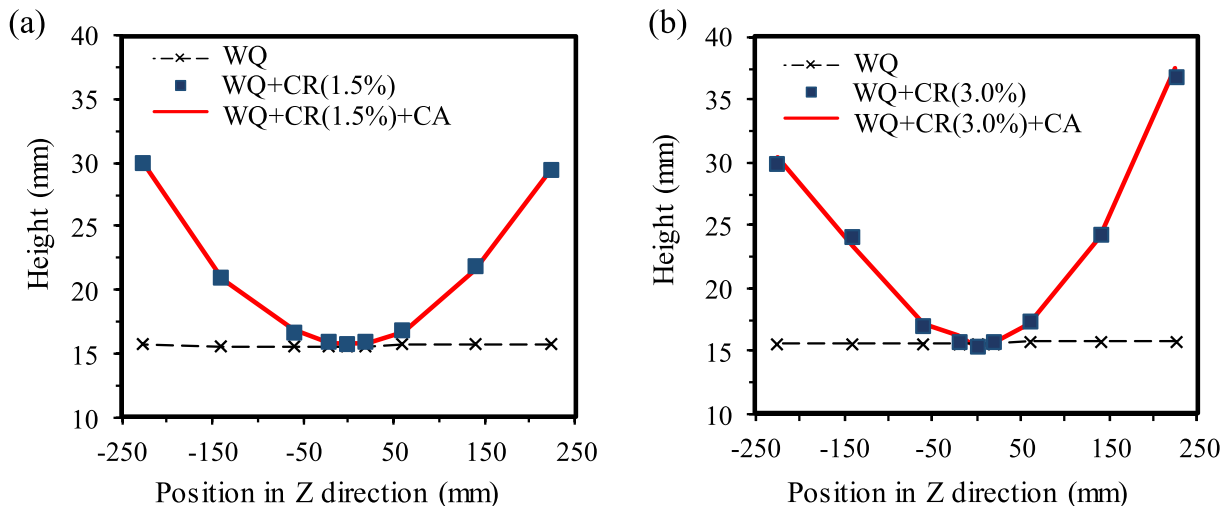 (a)
40
35
30
25
20
15
10
Height (mm)
WQ
WQ+CR(1.5%)
WQ+CR(1.5%)+CA
-250 -150 -50 50 150 250
Position in Z direction (mm)
(b)
40
35
30
25
20
15
10
Height (mm)
WQ
WQ+CR(3.0%)
WQ+CR(3.0%)+CA
-250 -150 -50 50 150 250
Position in Z direction (mm)